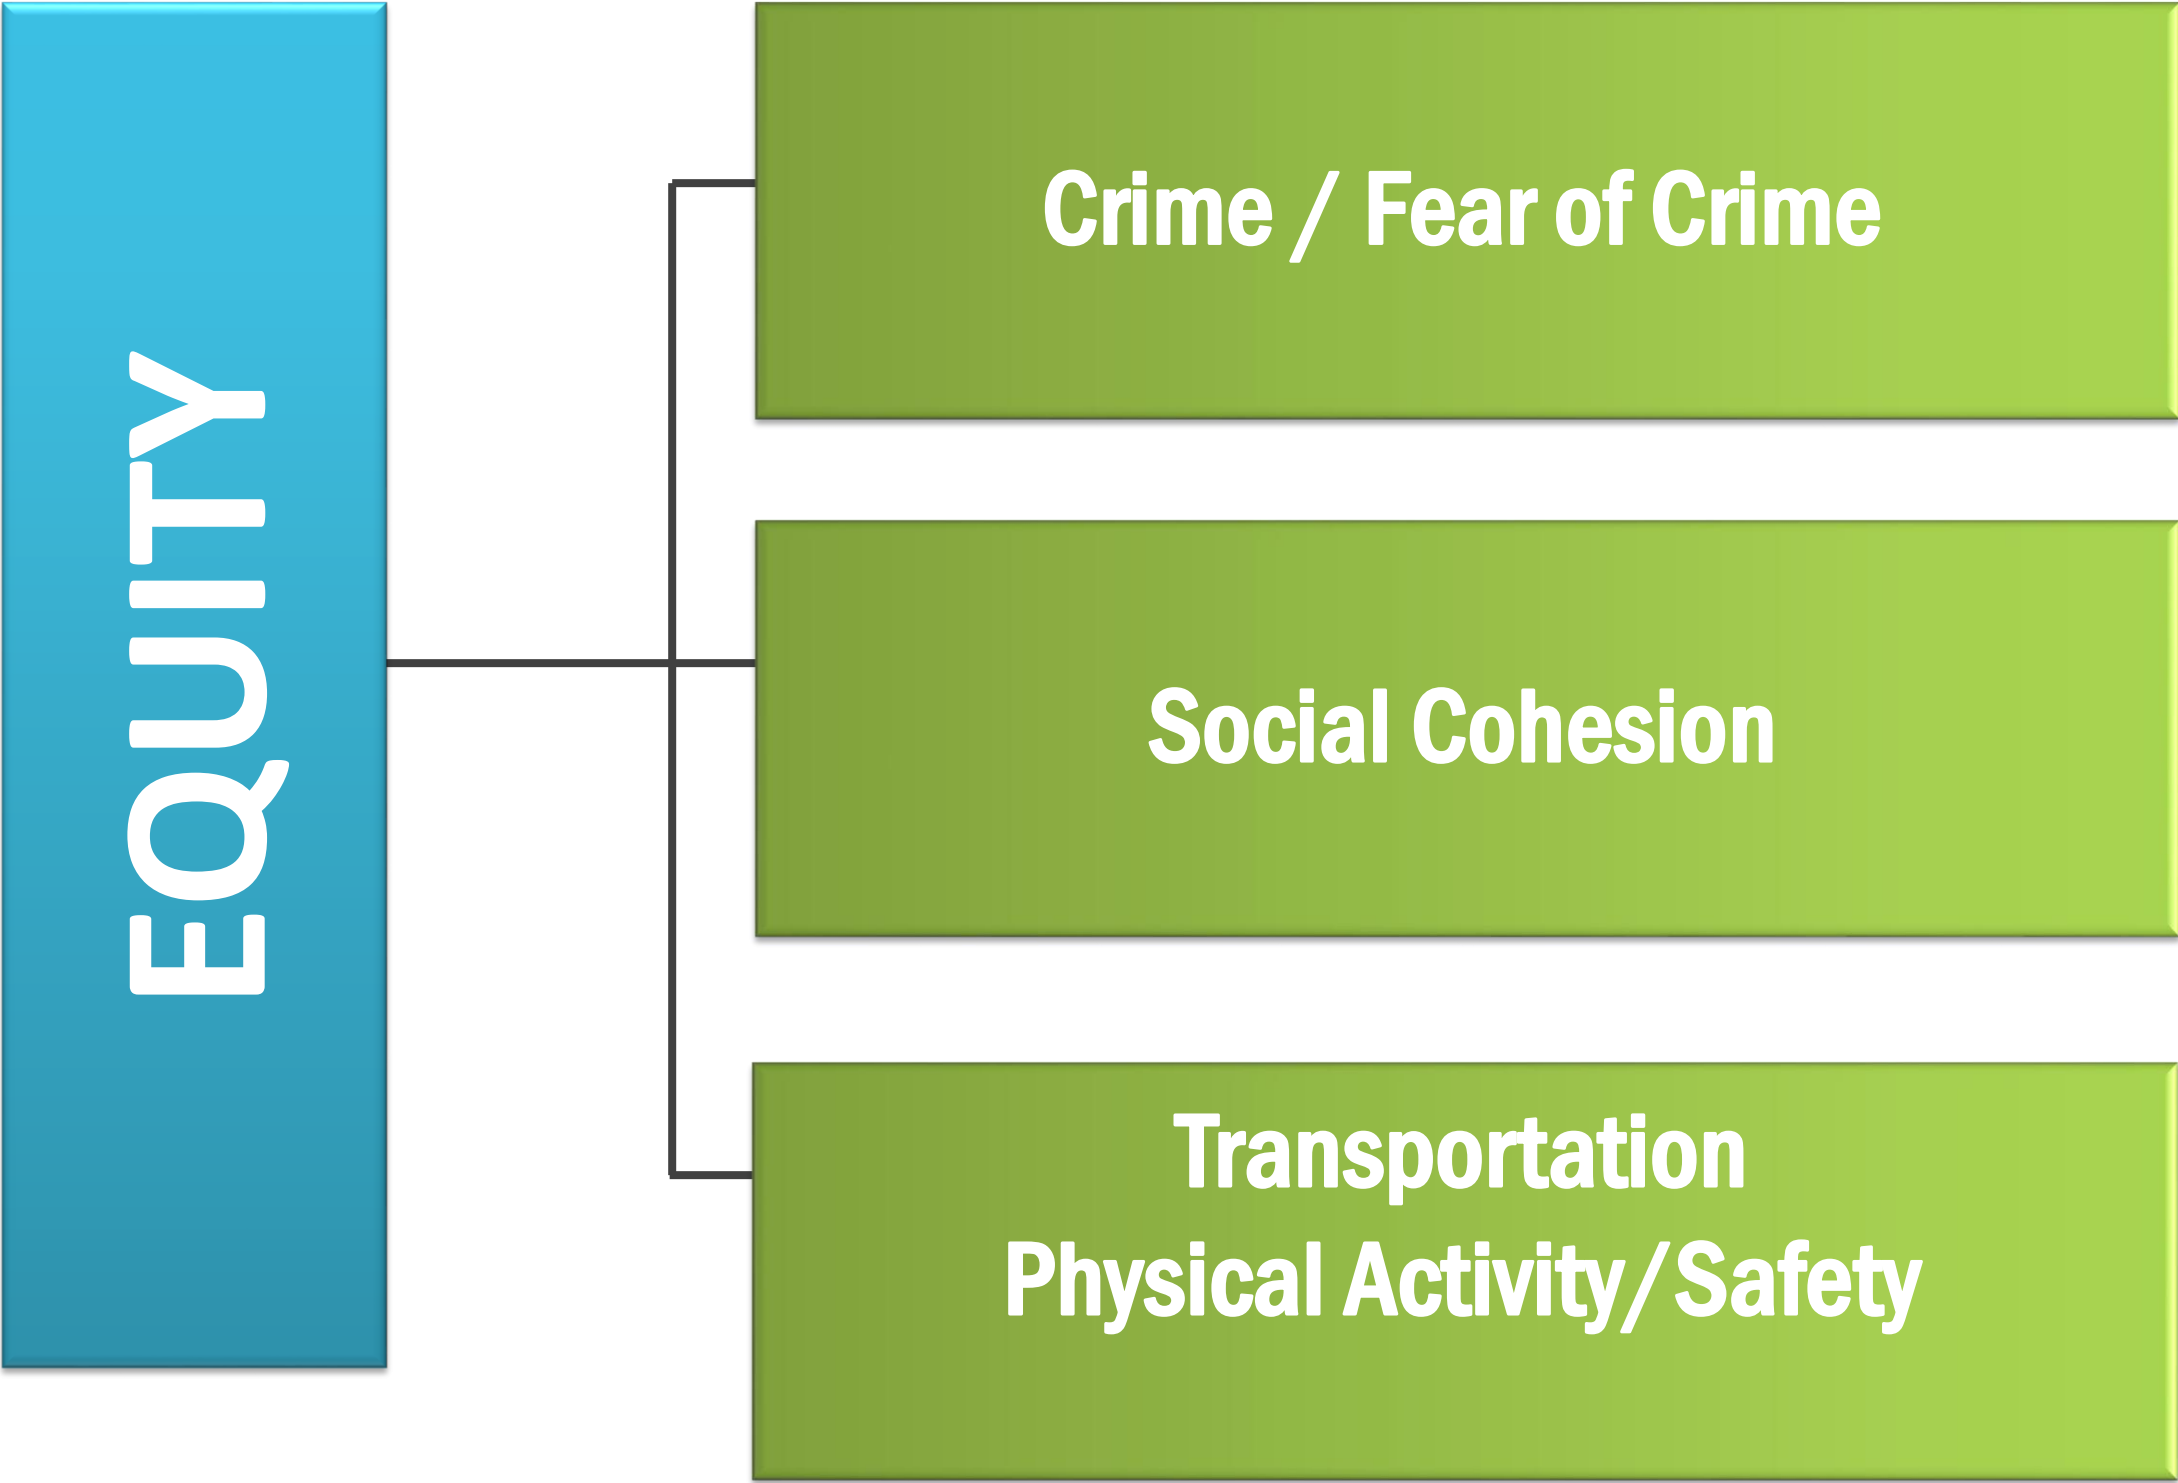 EQUITY
Crime / Fear of Crime
Social Cohesion
Transportation
Physical Activity/Safety